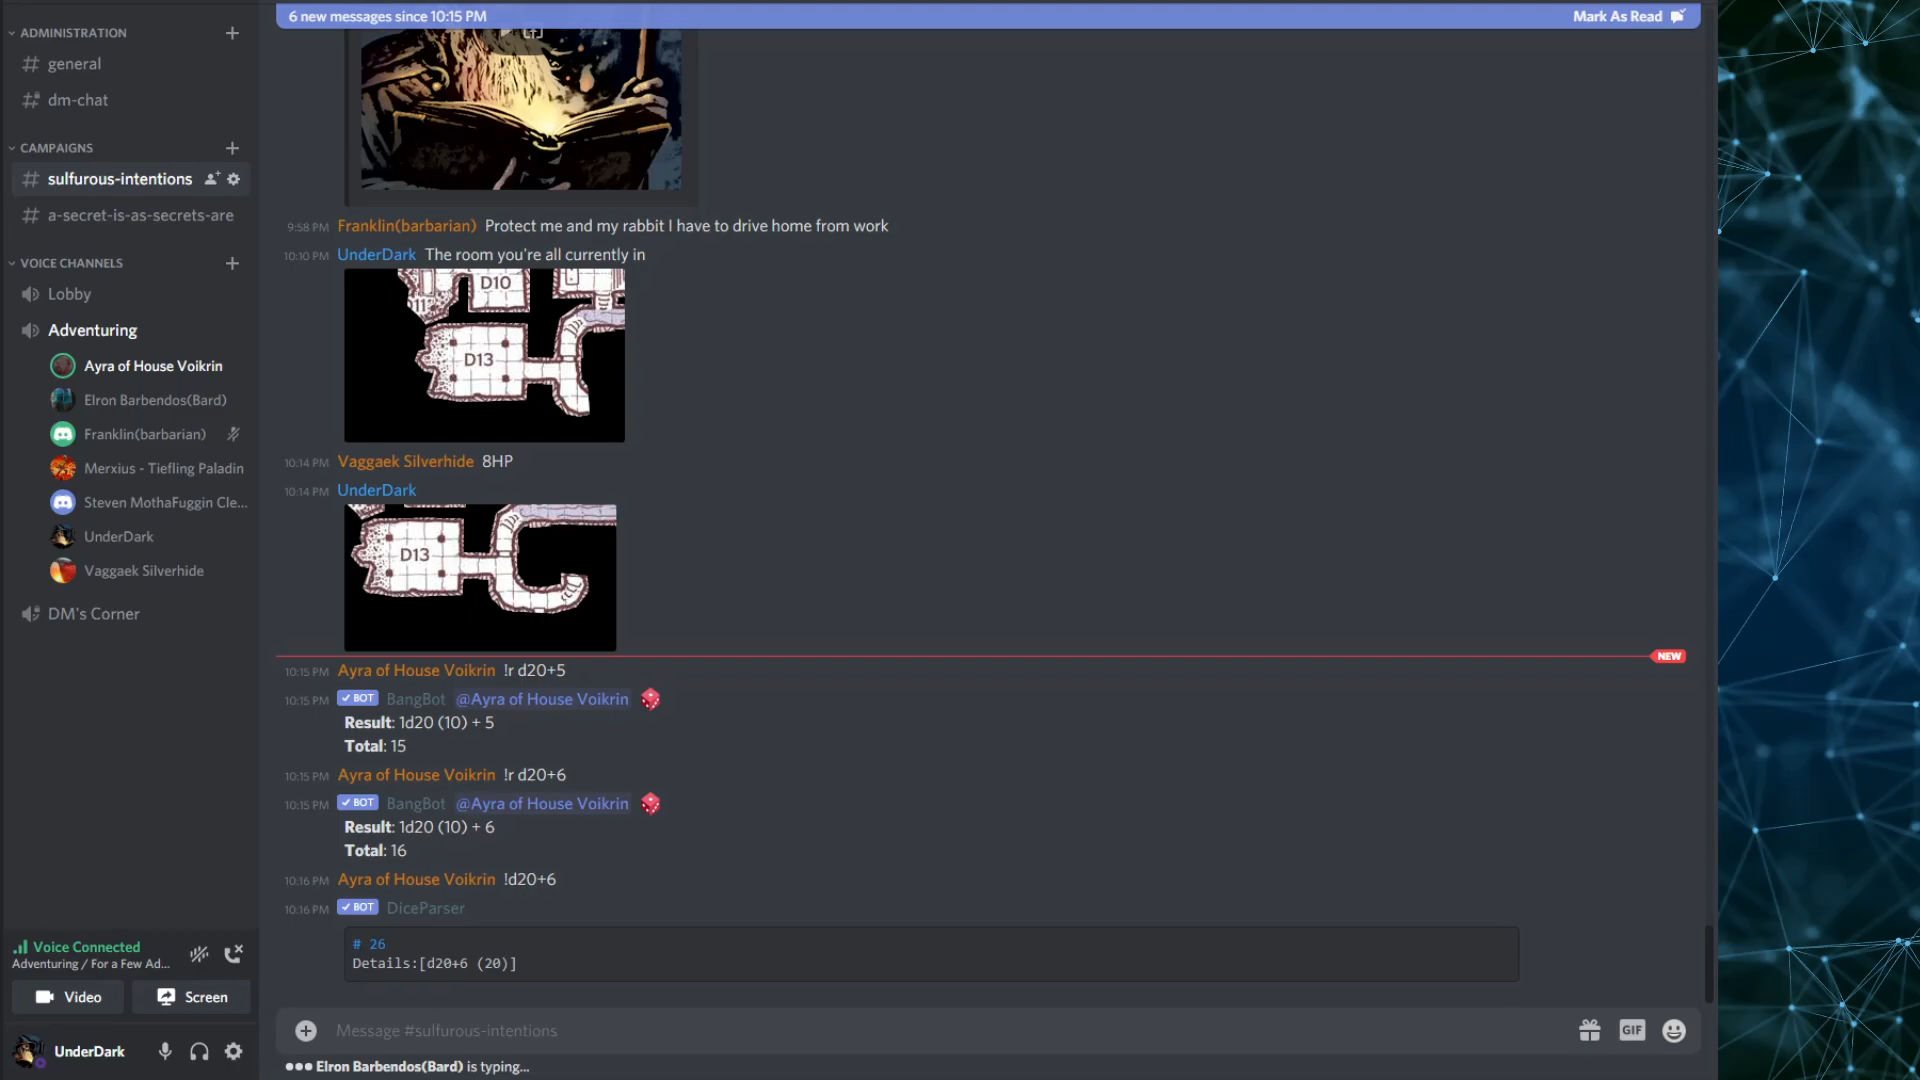 ADMINISTRATION
general
dm-chat
CAMPAIGNS
sulfurous-intentions
a-secret-is-as-secrets-are
VOICE CHANNELS
Lobby
Adventuring
Ayra of House Voikrin
Elron Barbendos(Bard)
Franklin(barbarian)
Merxius - Tiefling Paladin
Steven MothaFuggin Cle...
UnderDark
Vaggaek Silverhide
DM's Corner
Voice Connected
Adventuring / For a Few Ad...
Video Screen
UnderDark
6 new messages since 10:15 PM Mark As Read
9:58 PM Franklin(barbarian) Protect me and my rabbit I have to drive home from work
10:10 PM UnderDark The room you're all currently in
D10
D13
10:14 PM Vaggaek Silverhide 8HP
10:14 PM UnderDark
D13
NEW
10:15 PM Ayra of House Voikrin !r d20+5
10:15 PM ✓ BOT BangBot @Ayra of House Voikrin
Result: 1d20 (10) + 5
Total: 15
10:15 PM Ayra of House Voikrin !r d20+6
10:15 PM ✓ BOT BangBot @Ayra of House Voikrin
Result: 1d20 (10) + 6
Total: 16
10:16 PM Ayra of House Voikrin !d20+6
10:16 PM ✓ BOT DiceParser
# 26
Details:[d20+6 (20)]
Message #sulfurous-intentions
GIF
Elron Barbendos(Bard) is typing...